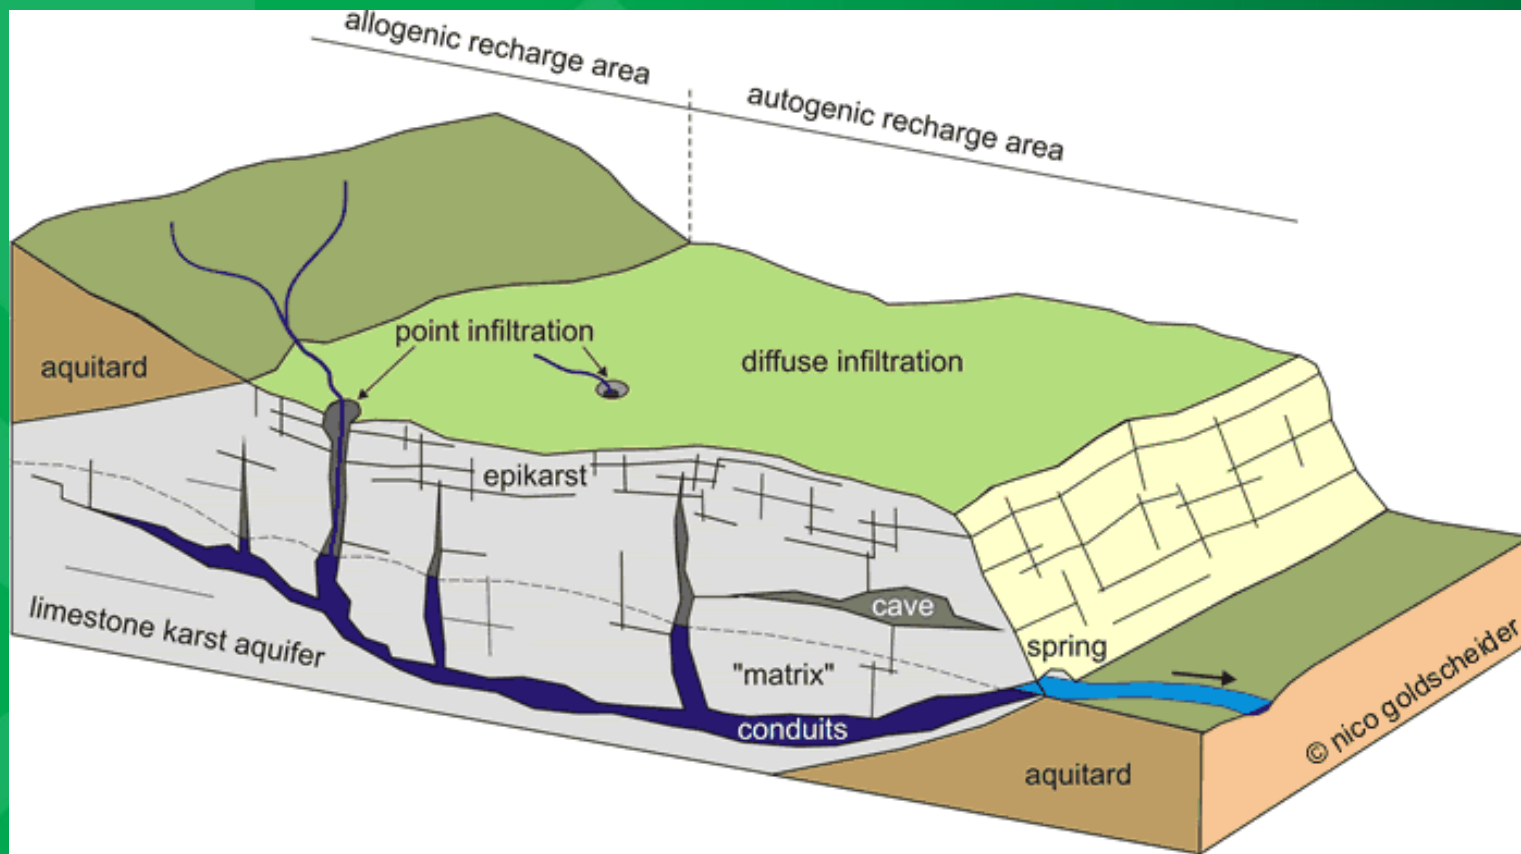 allogenic recharge area
autogenic recharge area
point infiltration
diffuse infiltration
aquitard
epikarst
cave
limestone karst aquifer
spring
"matrix"
conduits
aquitard
© nico goldscheider